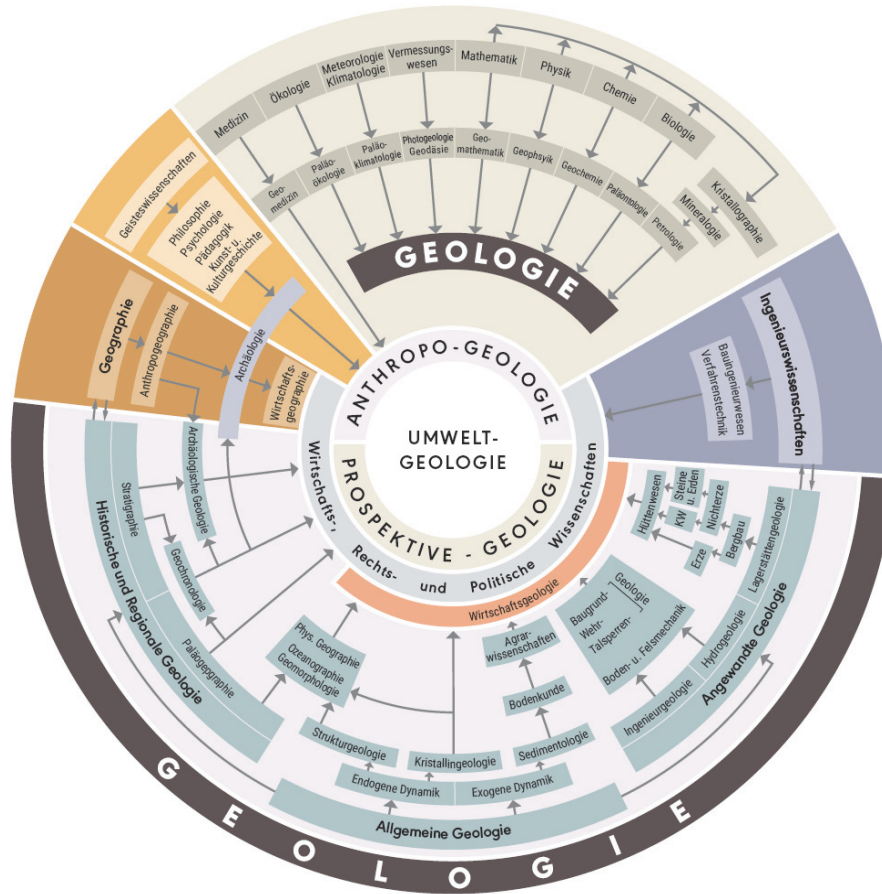 Medizin
Ökologie
Meteorologie
Klimatologie
Vermessungs-
wesen
Mathematik
Physik
Chemie
Biologie
Geo-
medizin
Paläo-
ökologie
Paläo-
klimatologie
Photogeologie
Geodäsie
Geo-
mathematik
Geophsyik
Geochemie
Paläontologie
Petrologie
Mineralogie
Kristallographie
GEOLOGIE
Geisteswissenschaften
Philosophie
Psychologie
Pädagogik
Kunst- u.
Kulturgeschichte
Geographie
Anthropogeographie
Archäologie
Wirtschafts-
geographie
Ingenieurswissenschaften
Bauingenieurwesen
Verfahrenstechnik
ANTHROPO-GEOLOGIE
UMWELT-
GEOLOGIE
PROSPEKTIVE - GEOLOGIE
Wirtschafts-, Rechts- und Politische Wissenschaften
Wirtschaftsgeologie
Historische und Regionale Geologie
Stratigraphie
Paläogepgraphie
Archäologische Geologie
Geochronologie
Phys. Geographie
Ozeanographie
Geomorphologie
Strukturgeologie
Kristallingeologie
Sedimentologie
Bodenkunde
Agrar-
wissenschaften
Endogene Dynamik
Exogene Dynamik
Allgemeine Geologie
Baugrund-
Wehr-
Talsperren-
Geologie
Boden- u. Felsmechanik
Ingenieurgeologie
Hydrogeologie
Lagerstättengeologie
Angewandte Geologie
Hüttenwesen
Steine
u. Erden
KW
Nichterze
Erze
Bergbau
GEOLOGIE